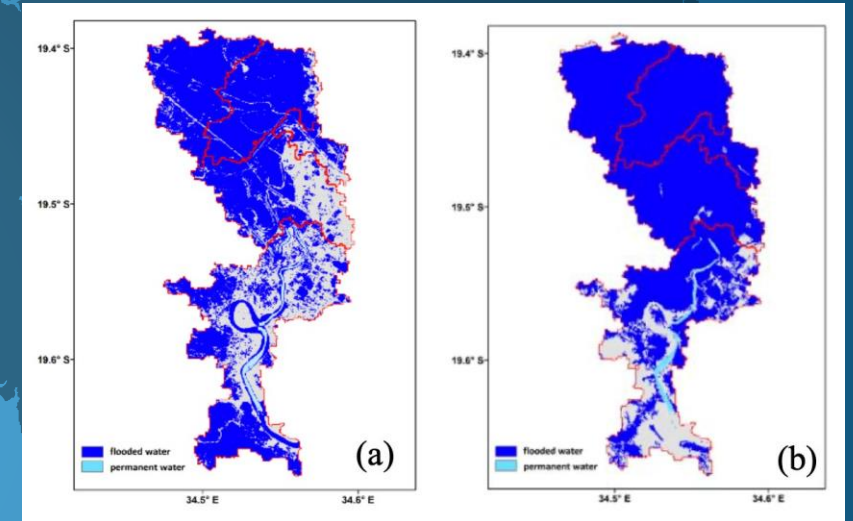 19.4° S
19.5° S
19.6° S
flooded water
permanent water
(a)
34.5° E
34.6° E
19.4° S
19.5° S
19.6° S
flooded water
permanent water
(b)
34.5° E
34.6° E